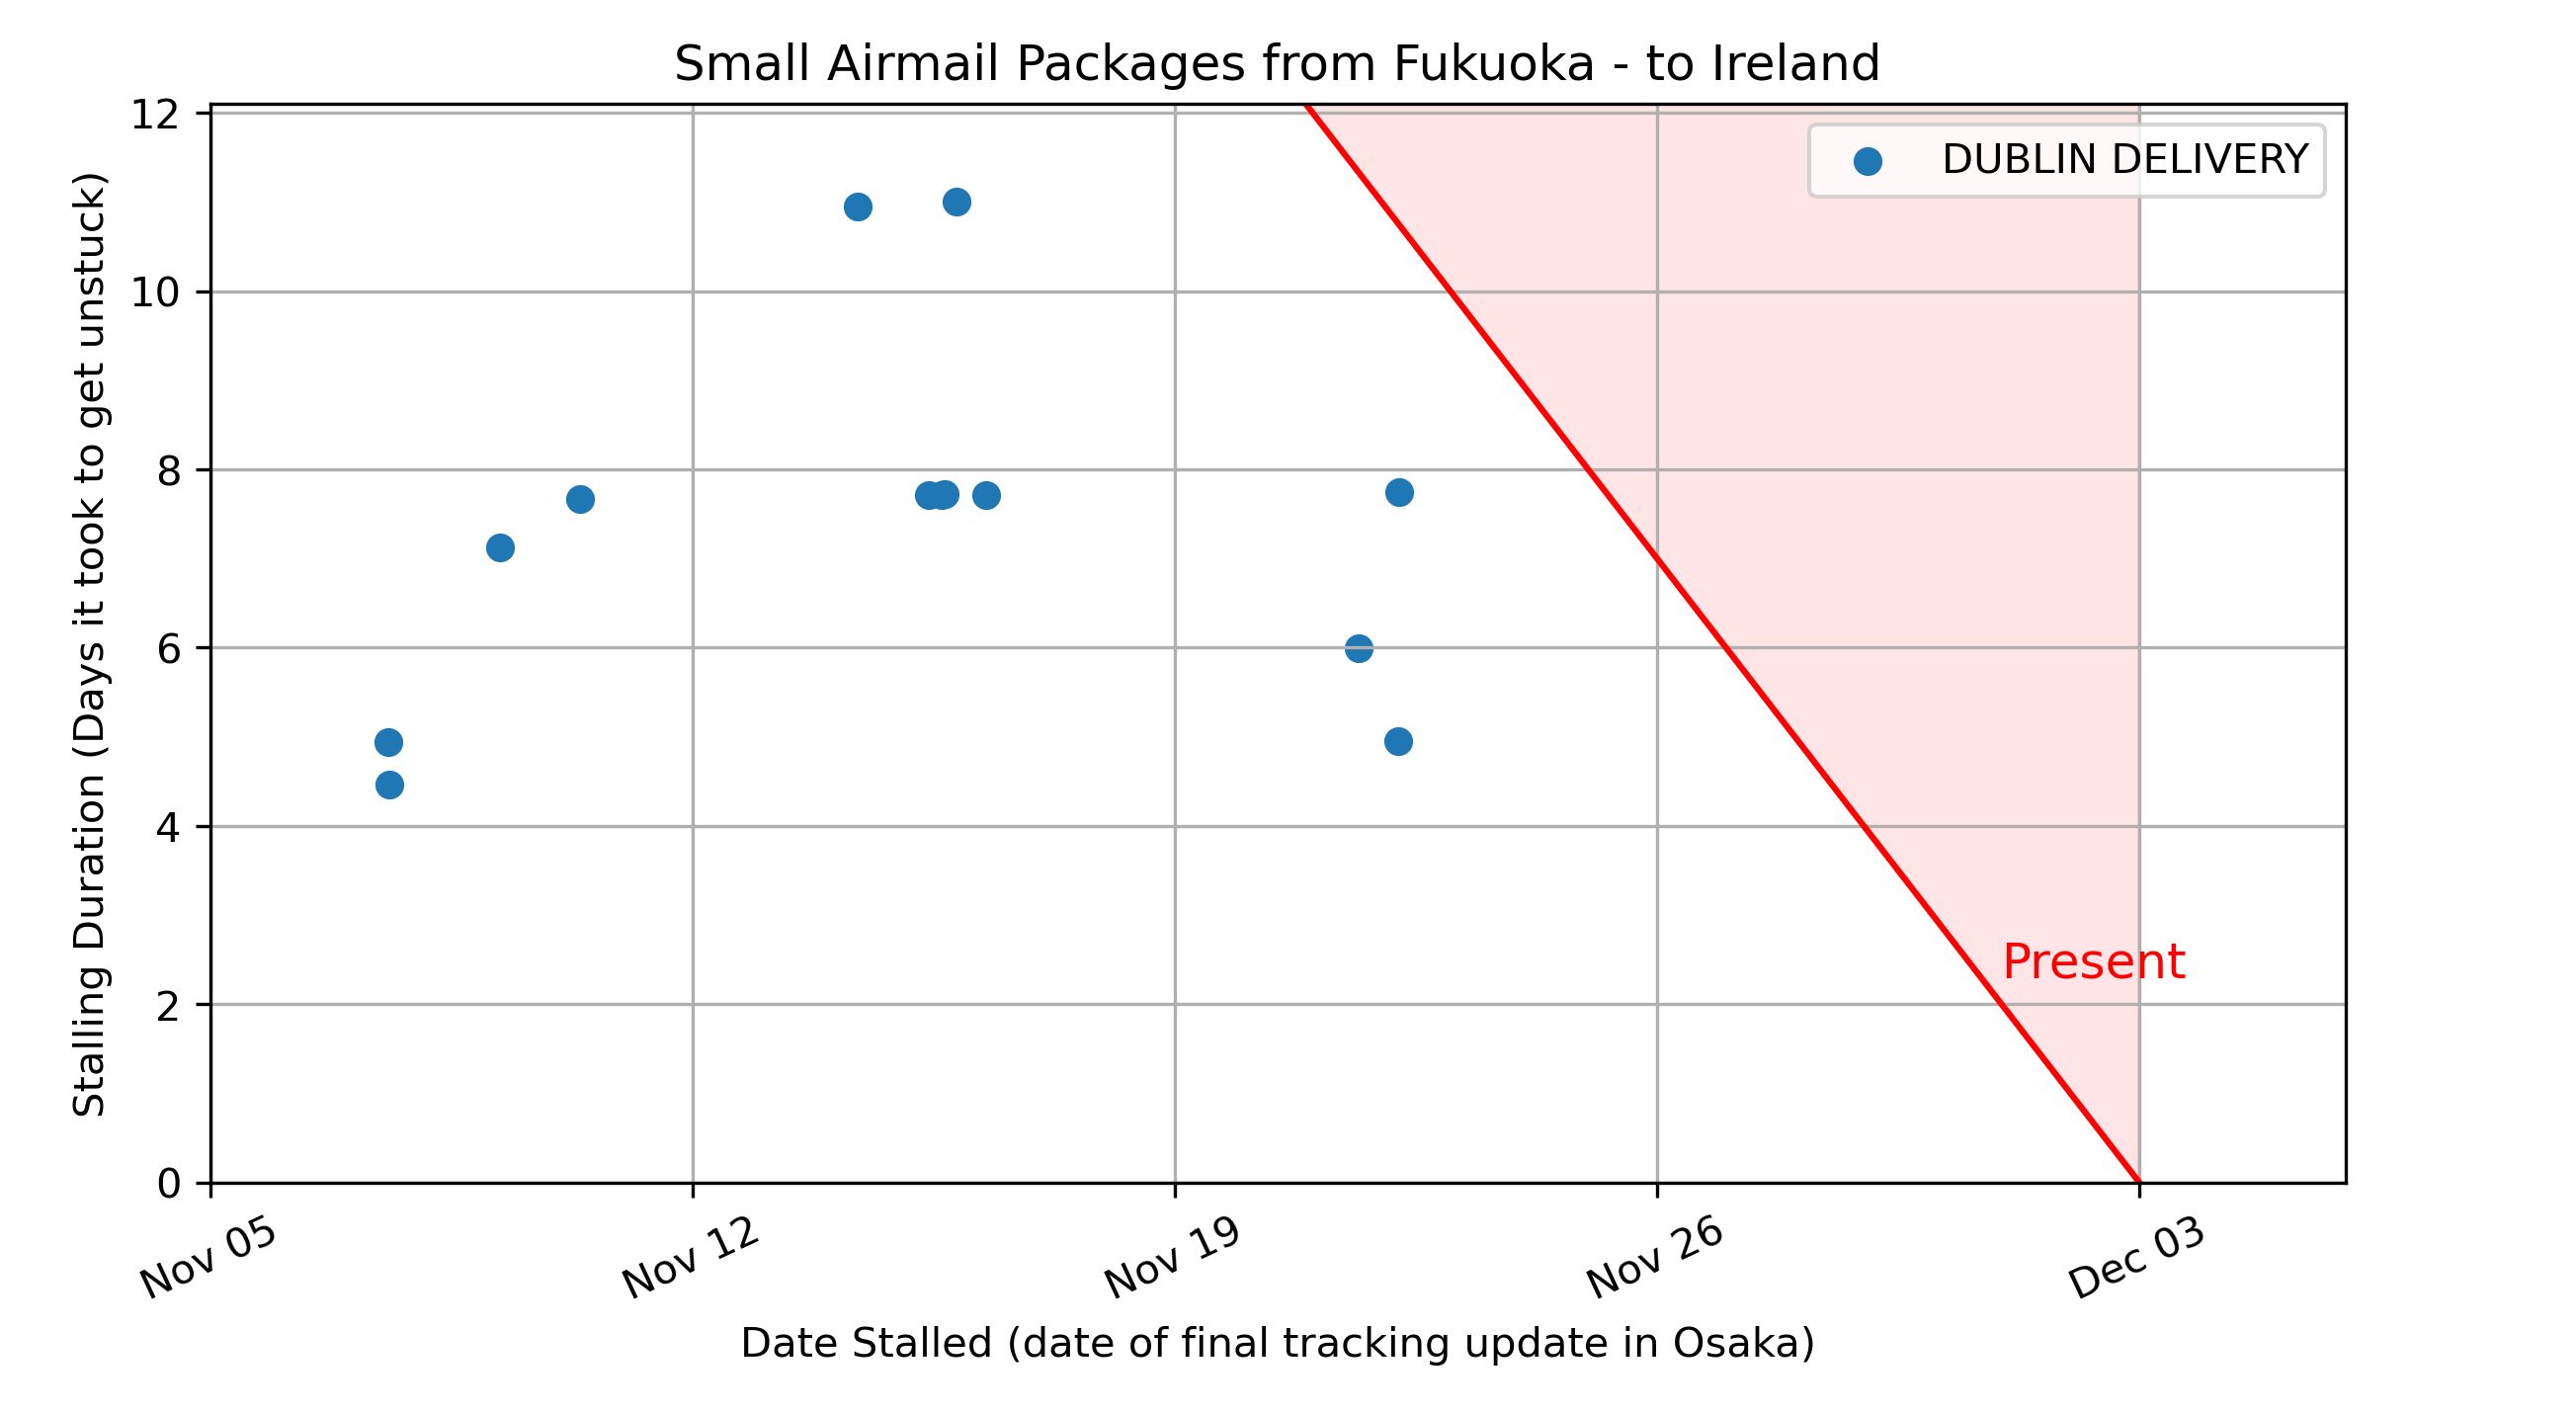 Small Airmail Packages from Fukuoka - to Ireland
DUBLIN DELIVERY
Stalling Duration (Days it took to get unstuck)
12
10
8
6
4
2
0
Present
Nov 05
Nov 12
Nov 19
Nov 26
Dec 03
Date Stalled (date of final tracking update in Osaka)